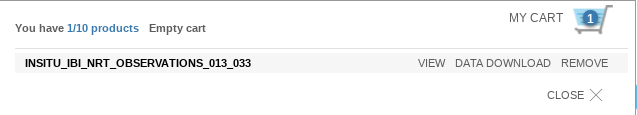 MY CART 1
You have 1/10 products Empty cart
INSITU_IBI_NRT_OBSERVATIONS_013_033 VIEW DATA DOWNLOAD REMOVE
CLOSE